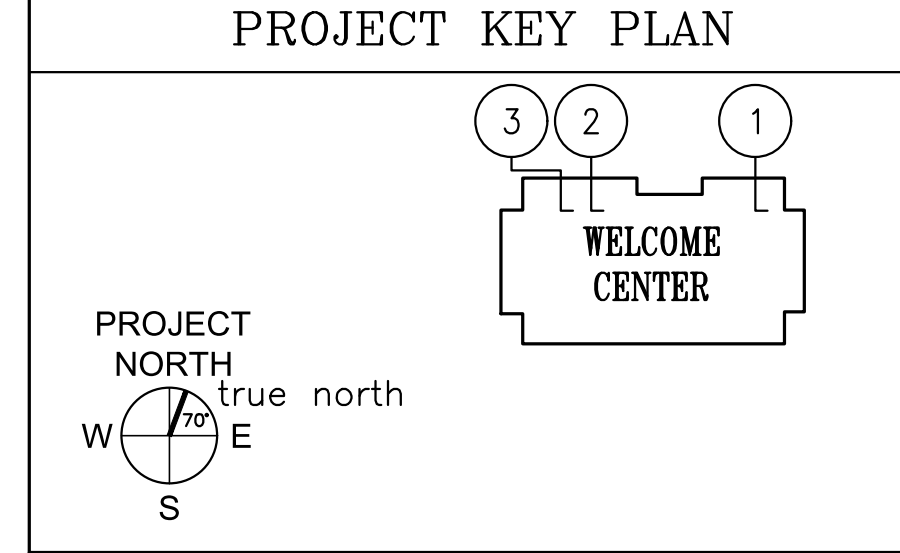 PROJECT KEY PLAN
3 2 1
WELCOME
CENTER
PROJECT
NORTH
true north
70°
W E
S